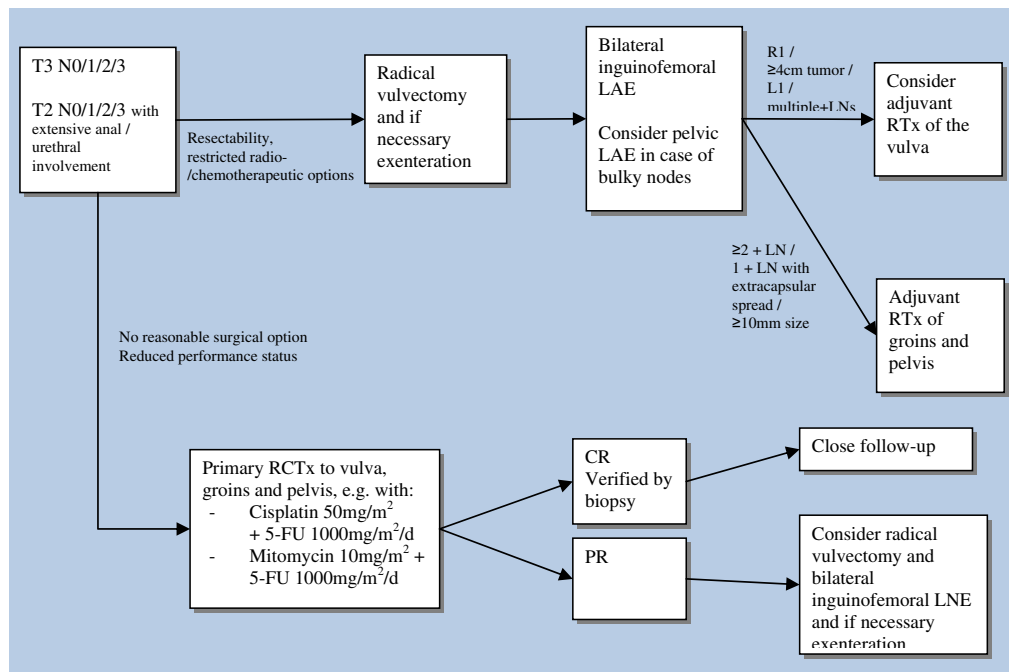 T3 N0/1/2/3
T2 N0/1/2/3 with
extensive anal /
urethral
involvement
Resectability,
restricted radio-
/chemotherapeutic options
Radical
vulvectomy
and if
necessary
exenteration
Bilateral
inguinofemoral
LAE
Consider pelvic
LAE in case of
bulky nodes
R1 /
≥4cm tumor /
L1 /
multiple+LNs
Consider
adjuvant
RTx of the
vulva
≥2 + LN /
1 + LN with
extracapsular
spread /
≥10mm size
Adjuvant
RTx of
groins and
pelvis
No reasonable surgical option
Reduced performance status
Primary RCTx to vulva,
groins and pelvis, e.g. with:
- Cisplatin 50mg/m²
+ 5-FU 1000mg/m²/d
- Mitomycin 10mg/m² +
5-FU 1000mg/m²/d
CR
Verified by
biopsy
Close follow-up
PR
Consider radical
vulvectomy and
bilateral
inguinofemoral LNE
and if necessary
exenteration